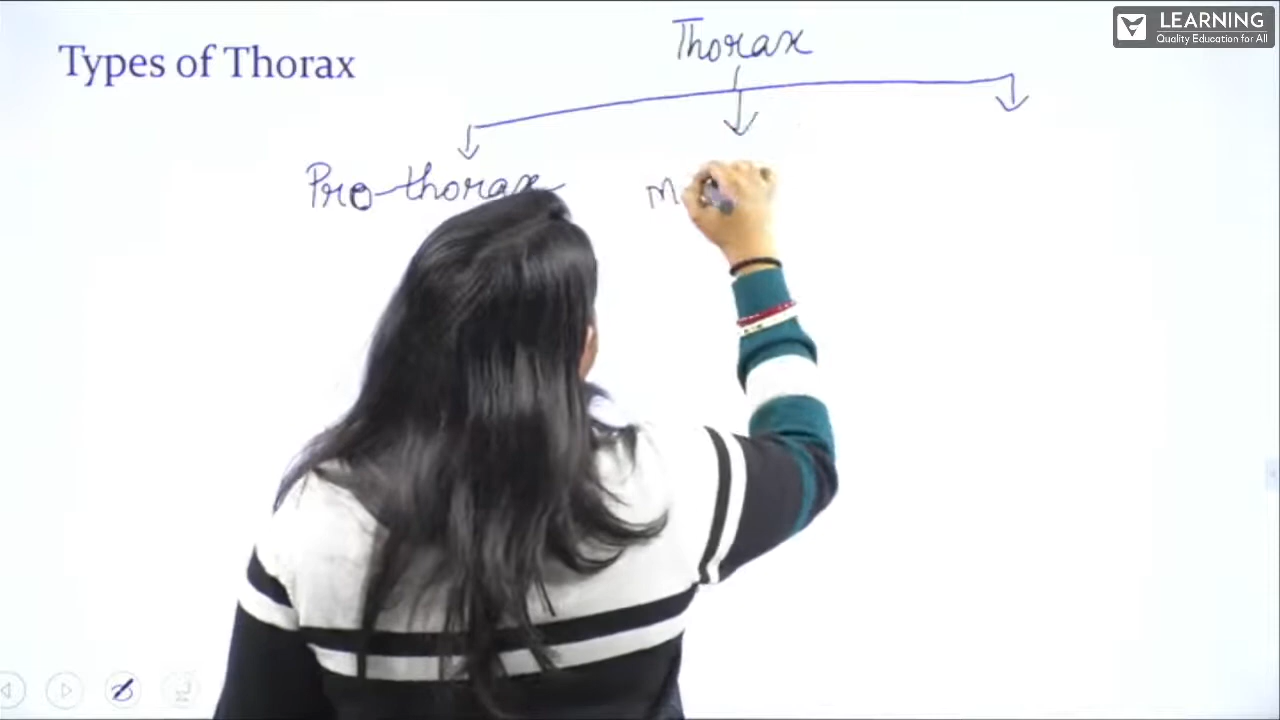 LEARNING
Quality Education for All
Types of Thorax
Thorax
Pro-thorax
M